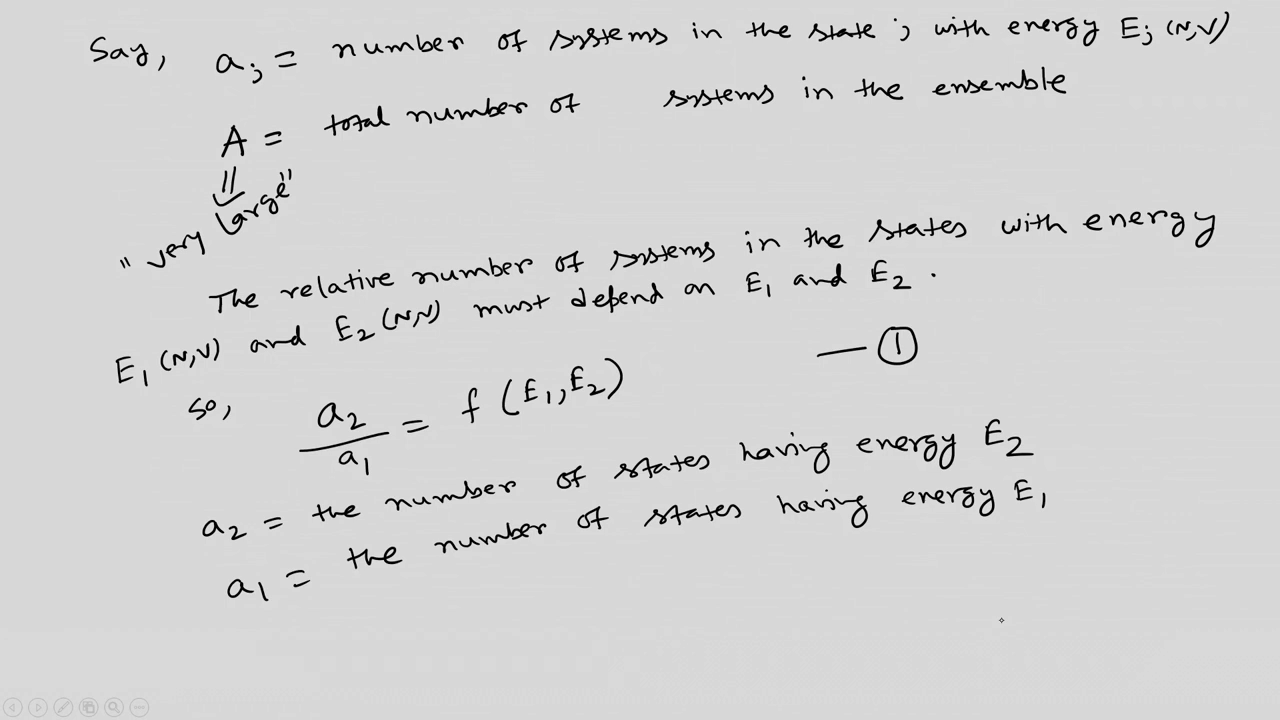 Say, aj = number of systems in the state j with energy Ej (N,V)
A = total number of systems in the ensemble
"very large"
The relative number of systems in the states with energy
E1 (N,V) and E2 (N,V) must depend on E1 and E2 .
so, a2/a1 = f (E1, E2) — ①
a2 = the number of states having energy E2
a1 = the number of states having energy E1